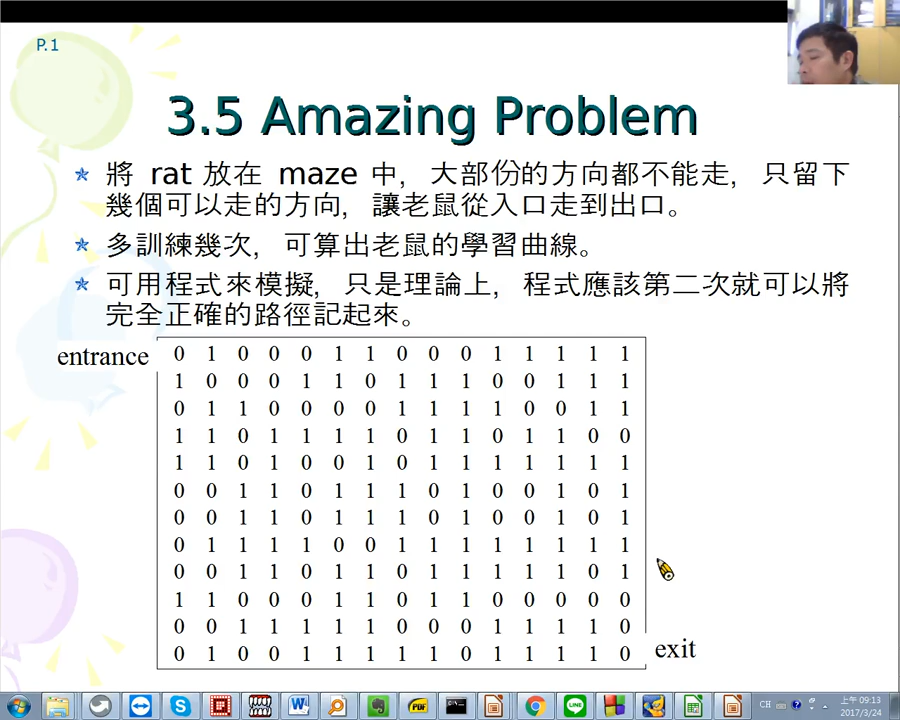 P.1
3.5 Amazing Problem
將 rat 放在 maze 中，大部份的方向都不能走，只留下
幾個可以走的方向，讓老鼠從入口走到出口。
多訓練幾次，可算出老鼠的學習曲線。
可用程式來模擬，只是理論上，程式應該第二次就可以將
完全正確的路徑記起來。
entrance 0 1 0 0 0 1 1 0 0 0 1 1 1 1 1
1 0 0 0 1 1 0 1 1 1 0 0 1 1 1
0 1 1 0 0 0 0 1 1 1 1 0 0 1 1
1 1 0 1 1 1 1 0 1 1 0 1 1 0 0
1 1 0 1 0 0 1 0 1 1 1 1 1 1 1
0 0 1 1 0 1 1 1 0 1 0 0 1 0 1
0 0 1 1 0 1 1 1 0 1 0 0 1 0 1
0 1 1 1 1 0 0 1 1 1 1 1 1 1 1
0 0 1 1 0 1 1 0 1 1 1 1 1 0 1
1 1 0 0 0 1 1 0 1 1 0 0 0 0 0
0 0 1 1 1 1 1 0 0 0 1 1 1 1 0
0 1 0 0 1 1 1 1 1 0 1 1 1 1 0 exit
CH
上午 09:13
2017/3/24